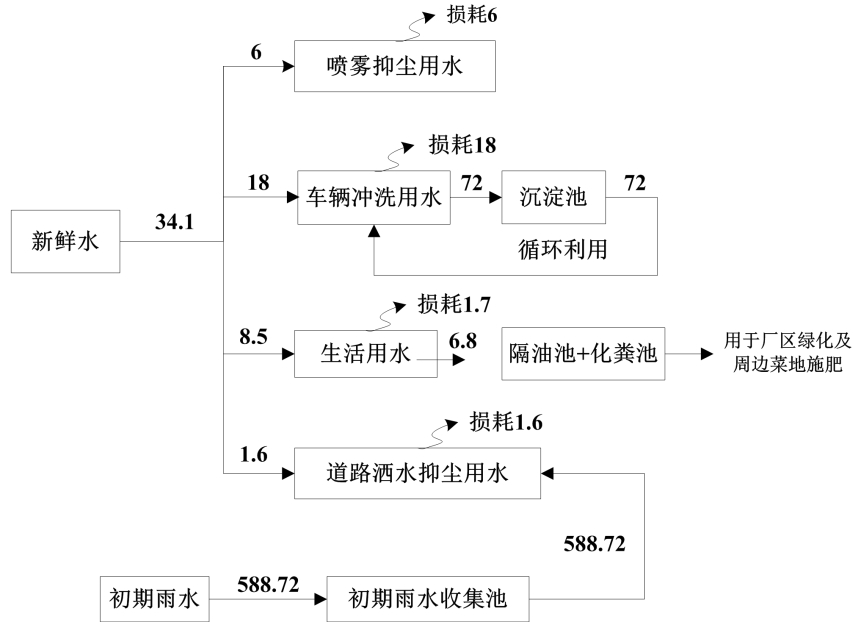 损耗6
6
喷雾抑尘用水
损耗18
18
车辆冲洗用水
72
沉淀池
72
新鲜水
34.1
循环利用
损耗1.7
8.5
生活用水
6.8
隔油池+化粪池
用于厂区绿化及
周边菜地施肥
损耗1.6
1.6
道路洒水抑尘用水
588.72
初期雨水
588.72
初期雨水收集池